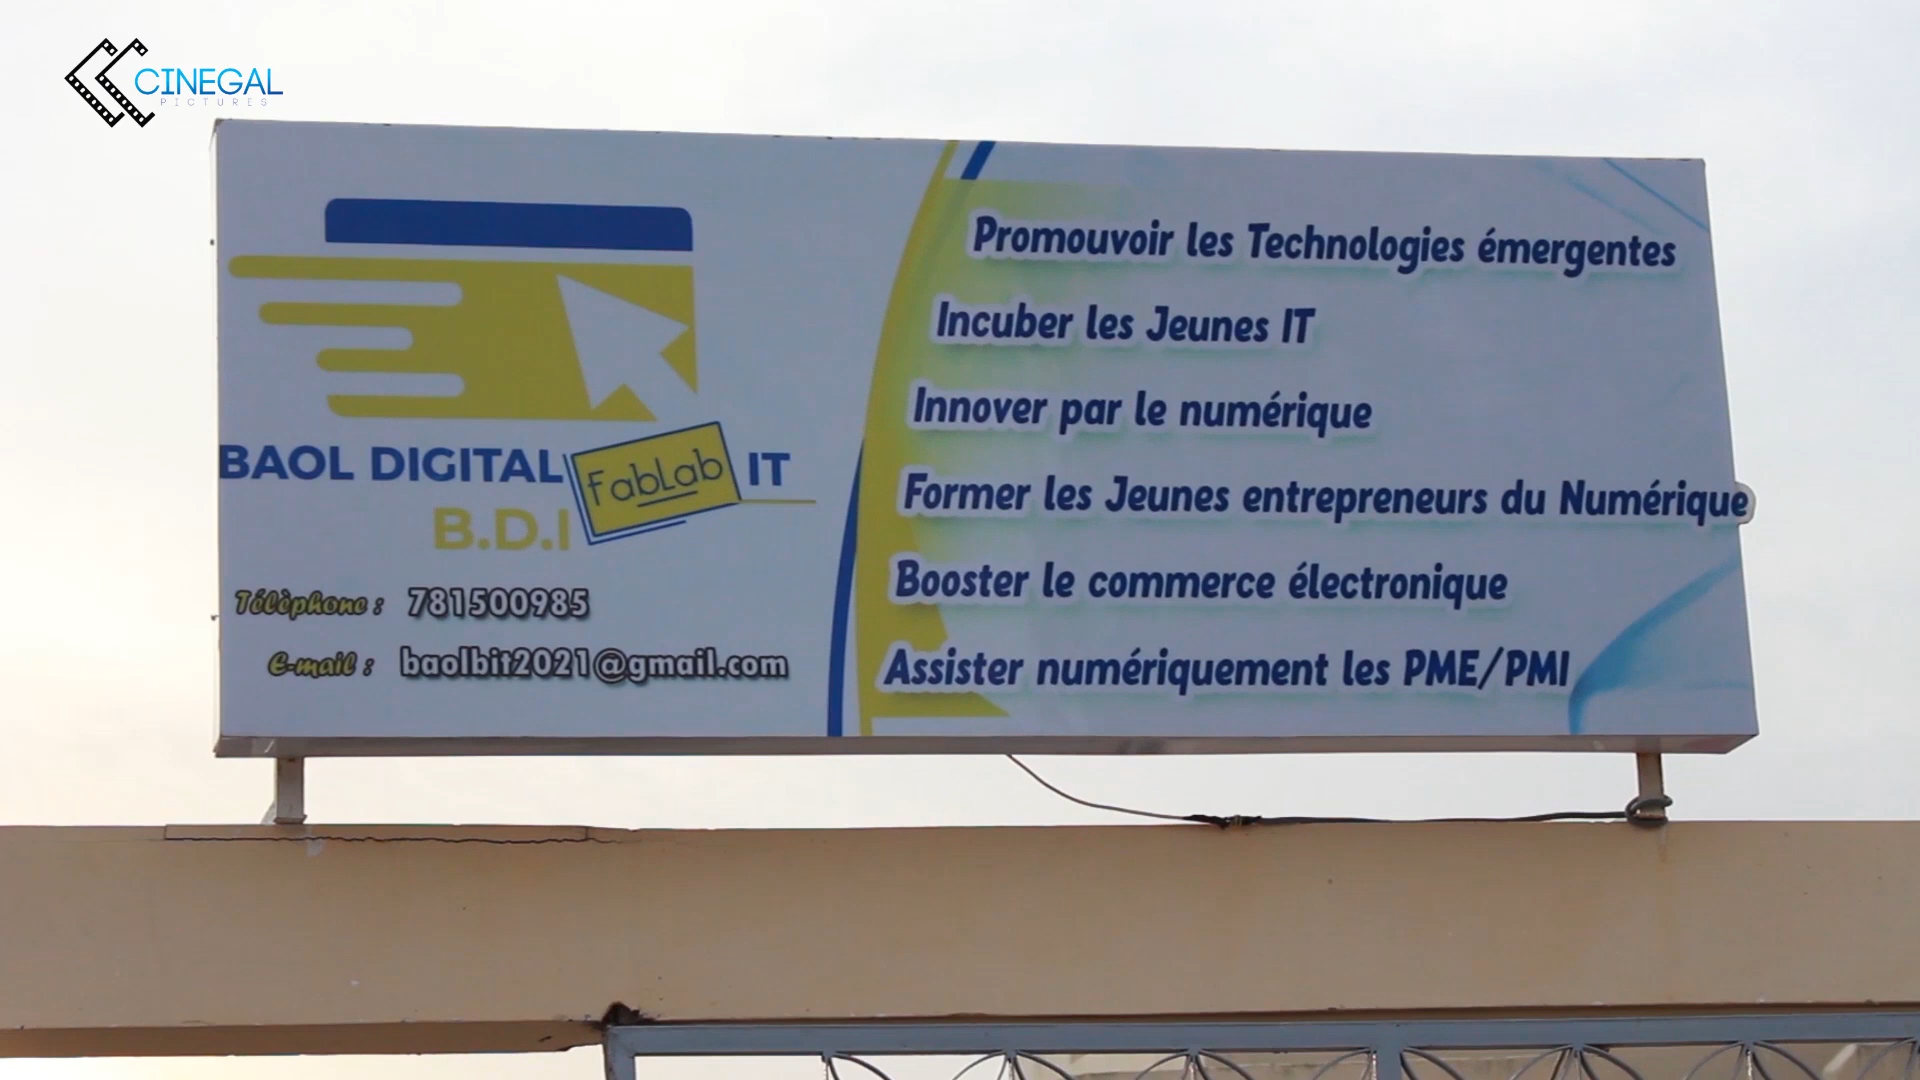 CINEGAL
PICTURES
BAOL DIGITAL FabLab IT
B.D.I
Téléphone : 781500985
E-mail : baolbit2021@gmail.com
Promouvoir les Technologies émergentes
Incuber les Jeunes IT
Innover par le numérique
Former les Jeunes entrepreneurs du Numérique
Booster le commerce électronique
Assister numériquement les PME/PMI